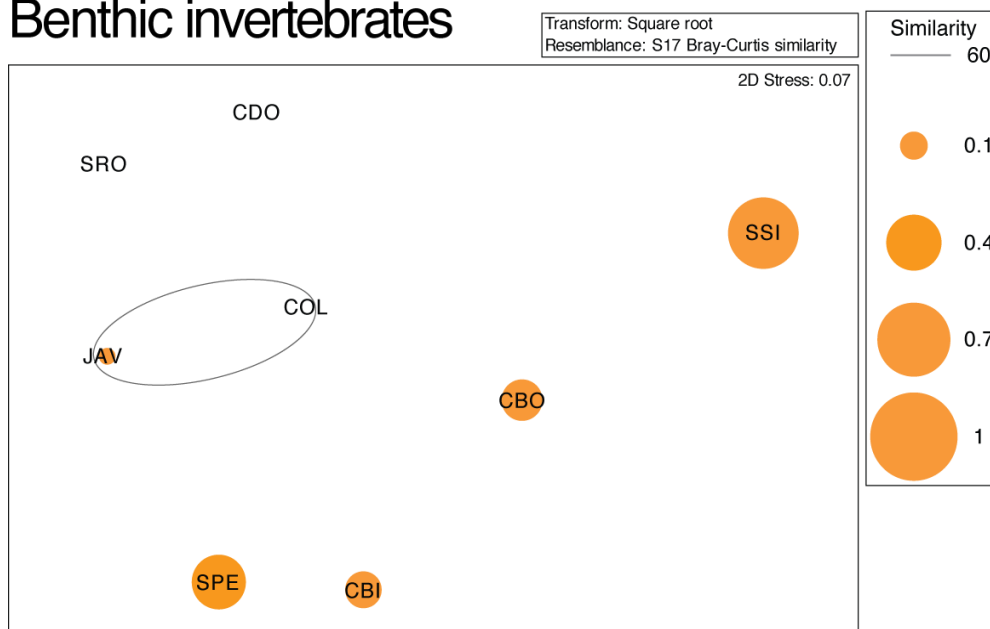 Benthic invertebrates
Transform: Square root
Resemblance: S17 Bray-Curtis similarity
2D Stress: 0.07
Similarity
60
0.1
0.4
0.7
1
CDO
SRO
SSI
COL
JAV
CBO
SPE
CBI